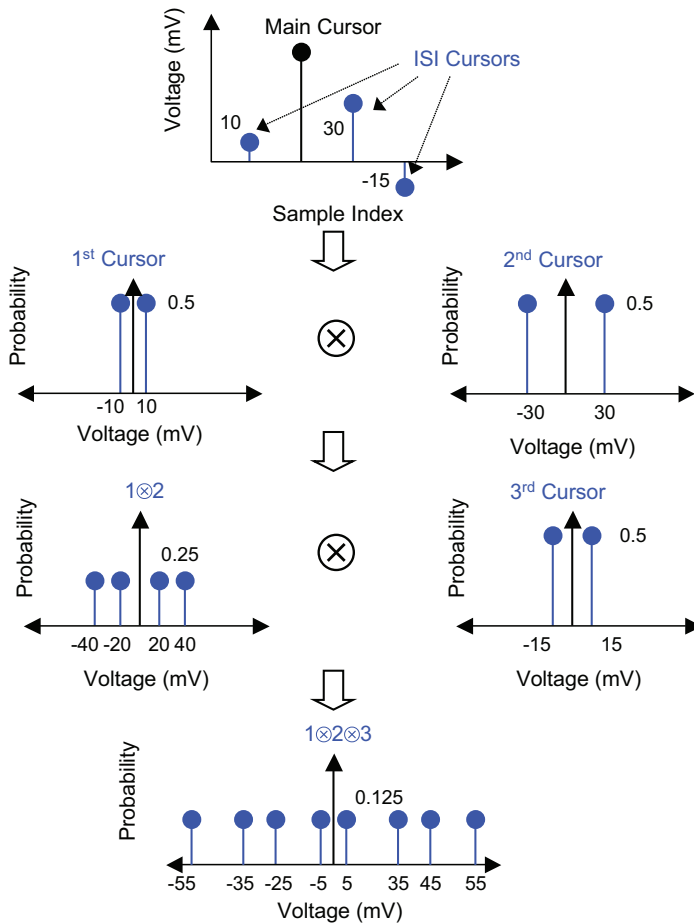 Main Cursor
Voltage (mV)
ISI Cursors
10
30
-15
Sample Index
1st Cursor
Probability
0.5
-10 10
Voltage (mV)
2nd Cursor
Probability
0.5
-30 30
Voltage (mV)
1⊗2
Probability
0.25
-40 -20 20 40
Voltage (mV)
3rd Cursor
Probability
0.5
-15 15
Voltage (mV)
1⊗2⊗3
Probability
0.125
-55 -35 -25 -5 5 35 45 55
Voltage (mV)